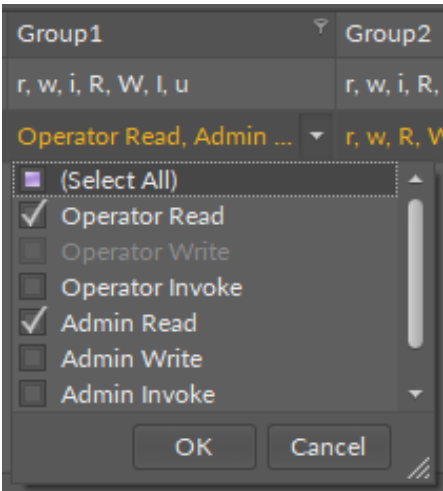 Group1 Group2
r, w, i, R, W, I, u r, w, i, R,
Operator Read, Admin ... r, w, R, W
(Select All)
Operator Read
Operator Write
Operator Invoke
Admin Read
Admin Write
Admin Invoke
OK Cancel